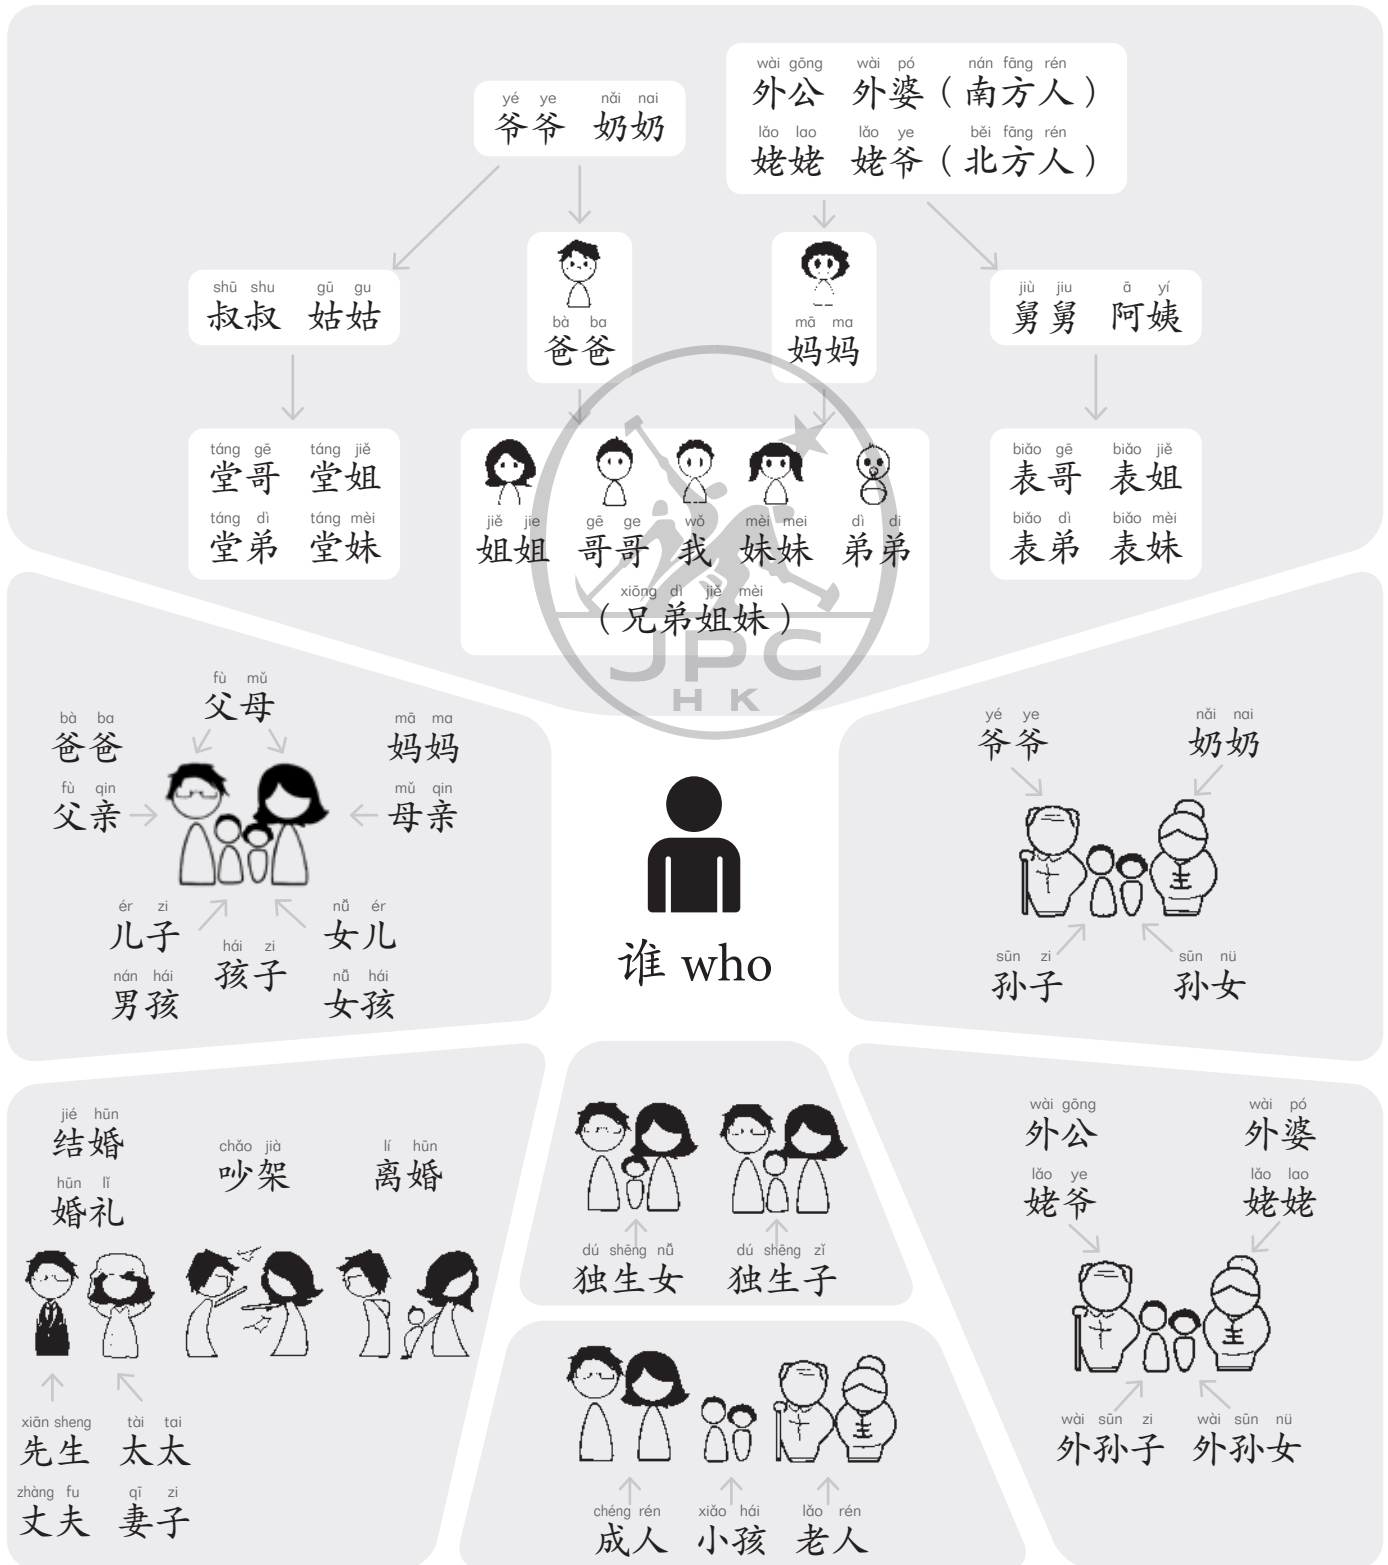 wài gōng wài pó nán fāng rén
外公 外婆（南方人）
lǎo lao lǎo ye běi fāng rén
姥姥 姥爷（北方人）
yé ye nǎi nai
爷爷 奶奶
shū shu gū gu
叔叔 姑姑
bà ba
爸爸
mā ma
妈妈
jiù jiu ā yí
舅舅 阿姨
táng gē táng jiě
堂哥 堂姐
táng dì táng mèi
堂弟 堂妹
jiě jie gē ge wǒ mèi mei dì di
姐姐 哥哥 我 妹妹 弟弟
xiōng dì jiě mèi
（兄弟姐妹）
biǎo gē biǎo jiě
表哥 表姐
biǎo dì biǎo mèi
表弟 表妹
JPC
HK
fù mǔ
父母
bà ba
爸爸
mā ma
妈妈
fù qin
父亲
mǔ qin
母亲
ér zi
儿子
nǚ ér
女儿
hái zi
孩子
nán hái
男孩
nǚ hái
女孩
谁 who
yé ye
爷爷
nǎi nai
奶奶
sūn zi
孙子
sūn nü
孙女
jié hūn
结婚
hūn lǐ
婚礼
chǎo jià
吵架
lí hūn
离婚
xiān sheng tài tai
先生 太太
zhàng fu qī zi
丈夫 妻子
dú shēng nǚ dú shēng zǐ
独生女 独生子
chéng rén xiǎo hái lǎo rén
成人 小孩 老人
wài gōng wài pó
外公 外婆
lǎo ye lǎo lao
姥爷 姥姥
wài sūn zi wài sūn nü
外孙子 外孙女